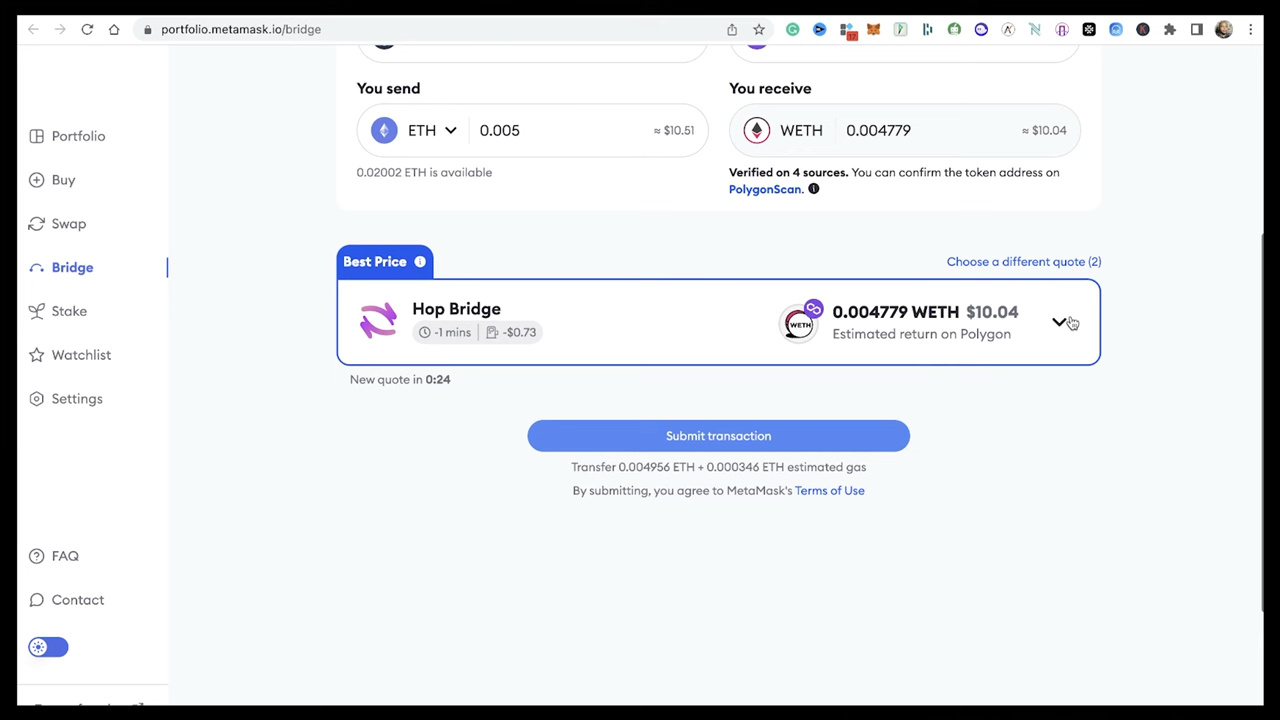 portfolio.metamask.io/bridge
17
Portfolio
Buy
Swap
Bridge
Stake
Watchlist
Settings
FAQ
Contact
You send
ETH 0.005 ≈ $10.51
0.02002 ETH is available
You receive
WETH 0.004779 ≈ $10.04
Verified on 4 sources. You can confirm the token address on
PolygonScan.
Best Price
Choose a different quote (2)
Hop Bridge
~1 mins ~$0.73
WETH
0.004779 WETH $10.04
Estimated return on Polygon
New quote in 0:24
Submit transaction
Transfer 0.004956 ETH + 0.000346 ETH estimated gas
By submitting, you agree to MetaMask's Terms of Use